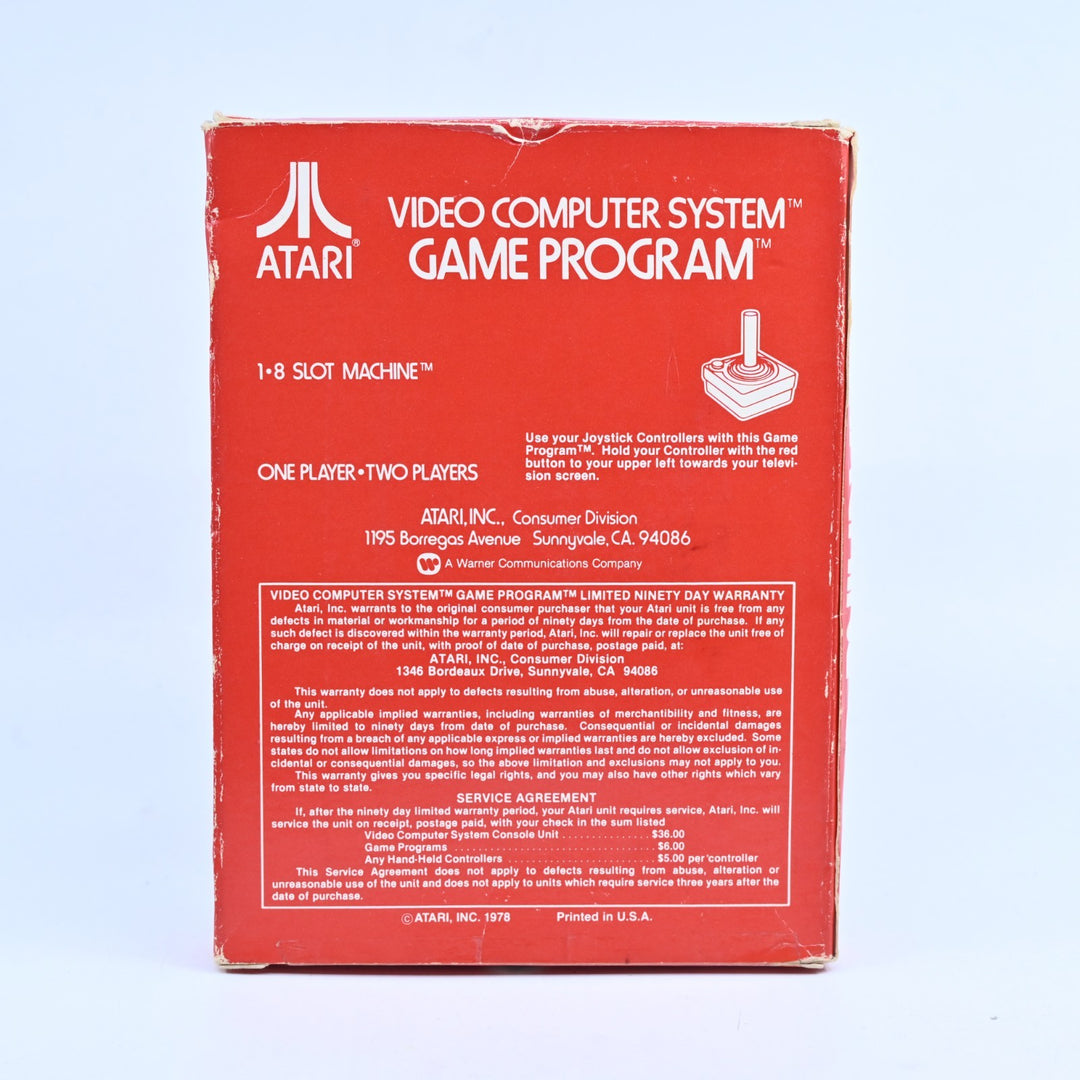 ATARI®
VIDEO COMPUTER SYSTEM™
GAME PROGRAM™
1•8 SLOT MACHINE™
Use your Joystick Controllers with this Game
Program™. Hold your Controller with the red
button to your upper left towards your televi-
sion screen.
ONE PLAYER•TWO PLAYERS
ATARI, INC., Consumer Division
1195 Borregas Avenue Sunnyvale, CA. 94086
A Warner Communications Company
VIDEO COMPUTER SYSTEM™ GAME PROGRAM™ LIMITED NINETY DAY WARRANTY
Atari, Inc. warrants to the original consumer purchaser that your Atari unit is free from any
defects in material or workmanship for a period of ninety days from the date of purchase. If any
such defect is discovered within the warranty period, Atari, Inc. will repair or replace the unit free of
charge on receipt of the unit, with proof of date of purchase, postage paid, at:
ATARI, INC., Consumer Division
1346 Bordeaux Drive, Sunnyvale, CA 94086
This warranty does not apply to defects resulting from abuse, alteration, or unreasonable use
of the unit.
Any applicable implied warranties, including warranties of merchantibility and fitness, are
hereby limited to ninety days from date of purchase. Consequential or incidental damages
resulting from a breach of any applicable express or implied warranties are hereby excluded. Some
states do not allow limitations on how long implied warranties last and do not allow exclusion of in-
cidental or consequential damages, so the above limitation and exclusions may not apply to you.
This warranty gives you specific legal rights, and you may also have other rights which vary
from state to state.
SERVICE AGREEMENT
If, after the ninety day limited warranty period, your Atari unit requires service, Atari, Inc. will
service the unit on receipt, postage paid, with your check in the sum listed
Video Computer System Console Unit . . . . . . . . . . . . . . . $36.00
Game Programs . . . . . . . . . . . . . . . . . . . . . . . . . . . . . . . . . . . $6.00
Any Hand-Held Controllers . . . . . . . . . . . . . . . . . . . . . . . . . $5.00 per controller
This Service Agreement does not apply to defects resulting from abuse, alteration or
unreasonable use of the unit and does not apply to units which require service three years after the
date of purchase.
© ATARI, INC. 1978 Printed in U.S.A.